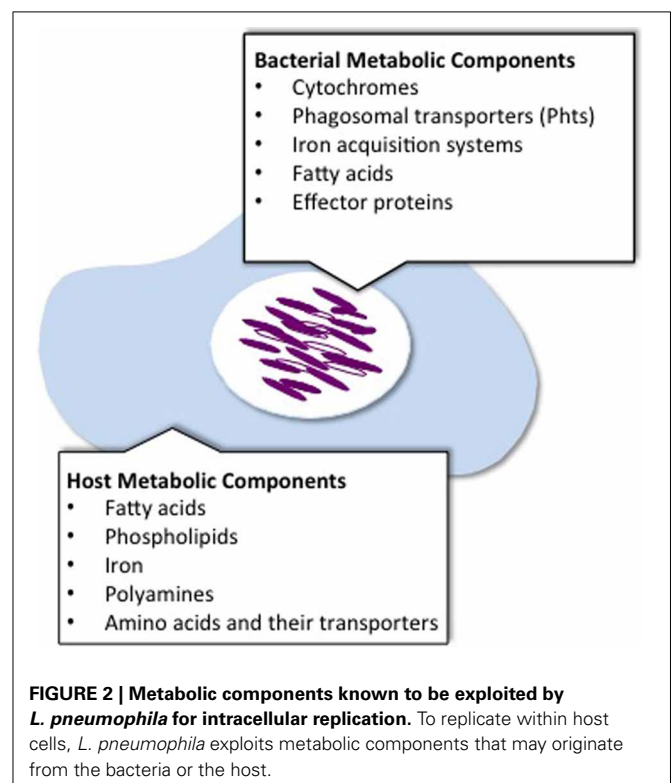 Bacterial Metabolic Components
• Cytochromes
• Phagosomal transporters (Phts)
• Iron acquisition systems
• Fatty acids
• Effector proteins
Host Metabolic Components
• Fatty acids
• Phospholipids
• Iron
• Polyamines
• Amino acids and their transporters
FIGURE 2 | Metabolic components known to be exploited by
L. pneumophila for intracellular replication. To replicate within host
cells, L. pneumophila exploits metabolic components that may originate
from the bacteria or the host.